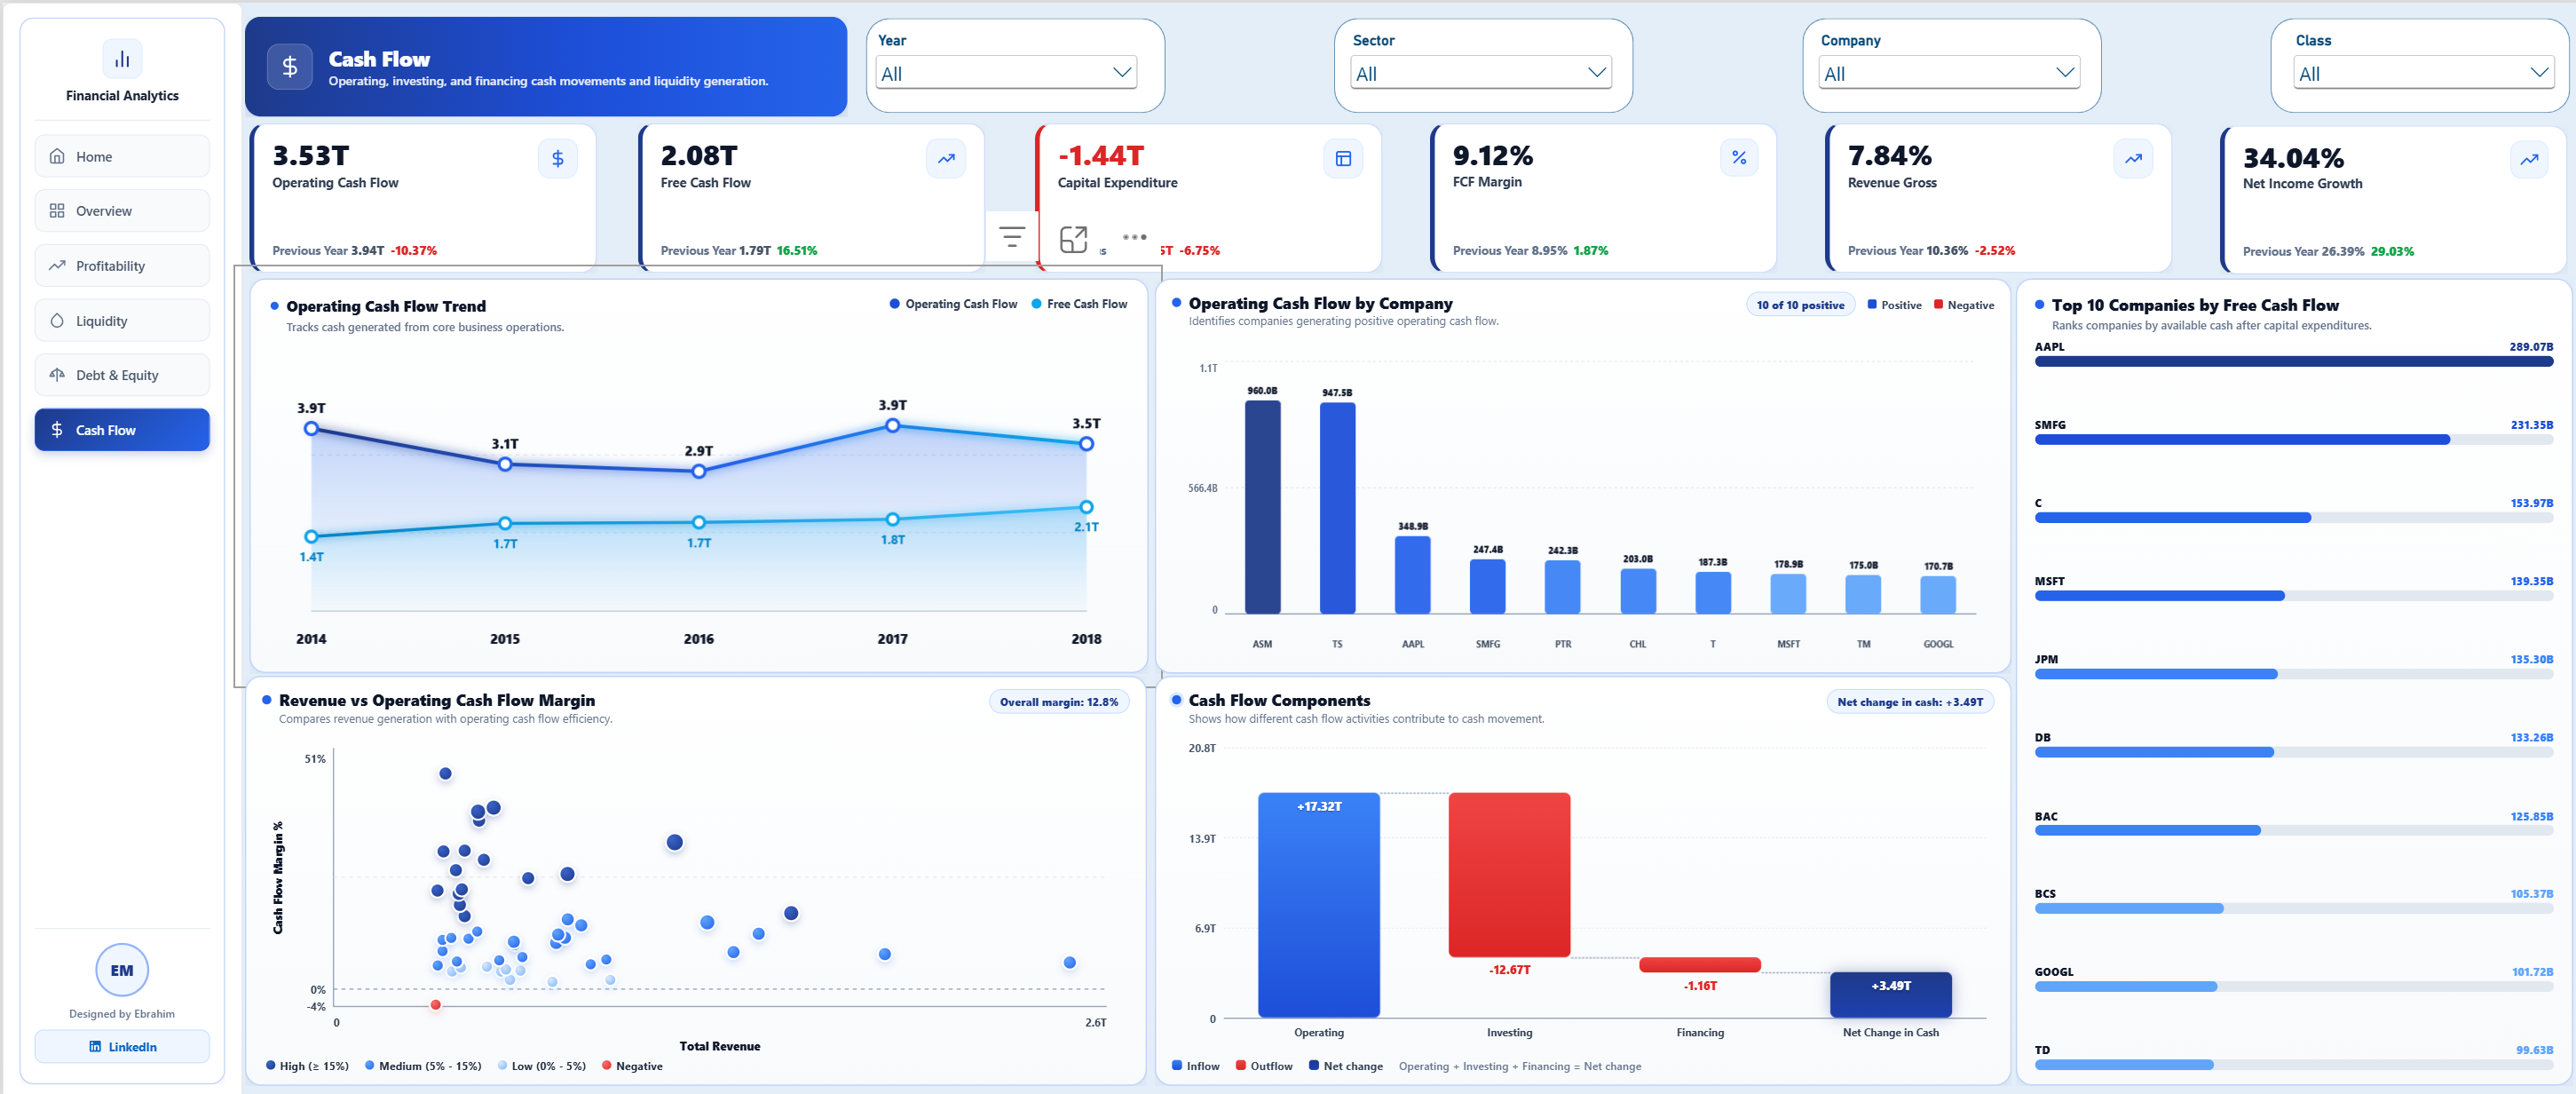 Financial Analytics
Home
Overview
Profitability
Liquidity
Debt & Equity
Cash Flow
EM
Designed by Ebrahim
LinkedIn
Cash Flow
Operating, investing, and financing cash movements and liquidity generation.
Year
All
Sector
All
Company
All
Class
All
3.53T
Operating Cash Flow
Previous Year 3.94T -10.37%
2.08T
Free Cash Flow
Previous Year 1.79T 16.51%
-1.44T
Capital Expenditure
5T -6.75%
9.12%
FCF Margin
Previous Year 8.95% 1.87%
7.84%
Revenue Gross
Previous Year 10.36% -2.52%
34.04%
Net Income Growth
Previous Year 26.39% 29.03%
Operating Cash Flow Trend
Tracks cash generated from core business operations.
Operating Cash Flow
Free Cash Flow
3.9T
3.1T
2.9T
3.9T
3.5T
1.4T
1.7T
1.7T
1.8T
2.1T
2014
2015
2016
2017
2018
Operating Cash Flow by Company
Identifies companies generating positive operating cash flow.
10 of 10 positive
Positive
Negative
1.1T
566.4B
0
960.0B
947.5B
348.9B
247.4B
242.3B
203.0B
187.3B
178.9B
175.0B
170.7B
ASM
TS
AAPL
SMFG
PTR
CHL
T
MSFT
TM
GOOGL
Top 10 Companies by Free Cash Flow
Ranks companies by available cash after capital expenditures.
AAPL 289.07B
SMFG 231.35B
C 153.97B
MSFT 139.35B
JPM 135.30B
DB 133.26B
BAC 125.85B
BCS 105.37B
GOOGL 101.72B
TD 99.63B
Revenue vs Operating Cash Flow Margin
Compares revenue generation with operating cash flow efficiency.
Overall margin: 12.8%
Cash Flow Margin %
51%
0%
-4%
0
2.6T
Total Revenue
High (≥ 15%)
Medium (5% - 15%)
Low (0% - 5%)
Negative
Cash Flow Components
Shows how different cash flow activities contribute to cash movement.
Net change in cash: +3.49T
20.8T
13.9T
6.9T
0
+17.32T
-12.67T
-1.16T
+3.49T
Operating
Investing
Financing
Net Change in Cash
Inflow
Outflow
Net change
Operating + Investing + Financing = Net change